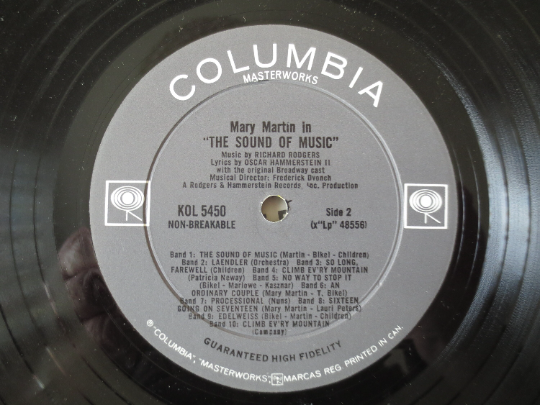 COLUMBIA
MASTERWORKS
Mary Martin in
"THE SOUND OF MUSIC"
Music by RICHARD RODGERS
Lyrics by OSCAR HAMMERSTEIN II
with the original Broadway cast
Musical Director: Frederick Dvonch
A Rodgers & Hammerstein Records, Inc. Production
KOL 5450
NON-BREAKABLE
Side 2
(x"Lp" 48556)
Band 1: THE SOUND OF MUSIC (Martin - Bikel - Children)
Band 2: LAENDLER (Orchestra) Band 3: SO LONG,
FAREWELL (Children) Band 4: CLIMB EV'RY MOUNTAIN
(Patricia Neway) Band 5: NO WAY TO STOP IT
(Bikel - Marlowe - Kasznar) Band 6: AN
ORDINARY COUPLE (Mary Martin - T. Bikel)
Band 7: PROCESSIONAL (Nuns) Band 8: SIXTEEN
GOING ON SEVENTEEN (Mary Martin - Lauri Peters)
Band 9: EDELWEISS (Bikel - Martin - Children)
Band 10: CLIMB EV'RY MOUNTAIN
(Company)
GUARANTEED HIGH FIDELITY
® "COLUMBIA", "MASTERWORKS", MARCAS REG. PRINTED IN CAN.